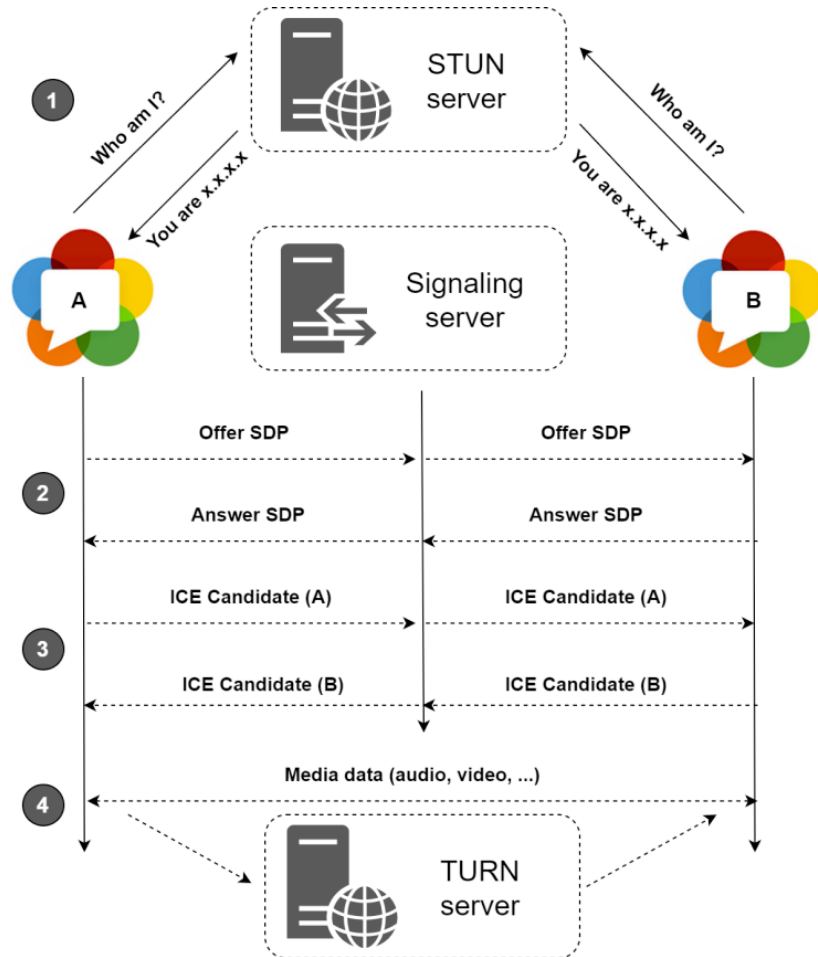 STUN
server
1
Who am I?
Who am I?
You are x.x.x.x
You are x.x.x.x
A
Signaling
server
B
Offer SDP
Offer SDP
2
Answer SDP
Answer SDP
ICE Candidate (A)
ICE Candidate (A)
3
ICE Candidate (B)
ICE Candidate (B)
Media data (audio, video, ...)
4
TURN
server